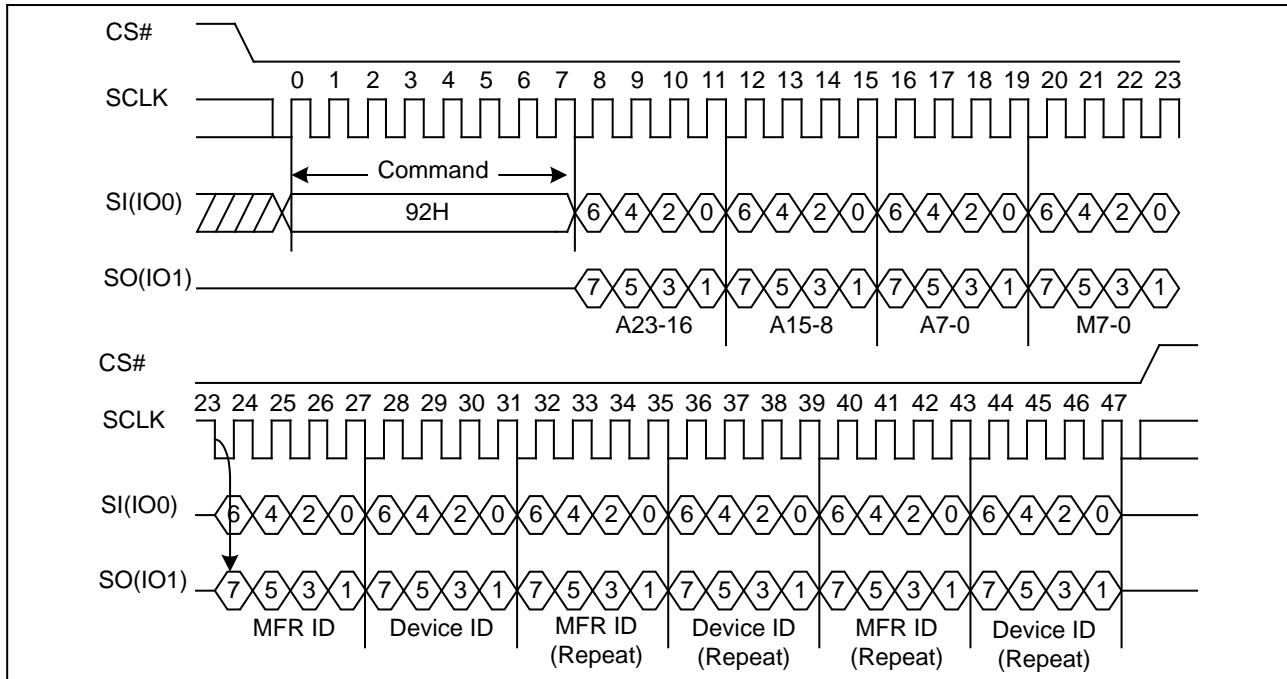 CS#
0 1 2 3 4 5 6 7 8 9 10 11 12 13 14 15 16 17 18 19 20 21 22 23
SCLK
Command
SI(IO0)
92H
6 4 2 0 6 4 2 0 6 4 2 0 6 4 2 0
SO(IO1)
7 5 3 1 7 5 3 1 7 5 3 1 7 5 3 1
A23-16 A15-8 A7-0 M7-0
CS#
23 24 25 26 27 28 29 30 31 32 33 34 35 36 37 38 39 40 41 42 43 44 45 46 47
SCLK
SI(IO0)
6 4 2 0 6 4 2 0 6 4 2 0 6 4 2 0 6 4 2 0 6 4 2 0
SO(IO1)
7 5 3 1 7 5 3 1 7 5 3 1 7 5 3 1 7 5 3 1 7 5 3 1
MFR ID Device ID MFR ID Device ID MFR ID Device ID
(Repeat) (Repeat) (Repeat) (Repeat)